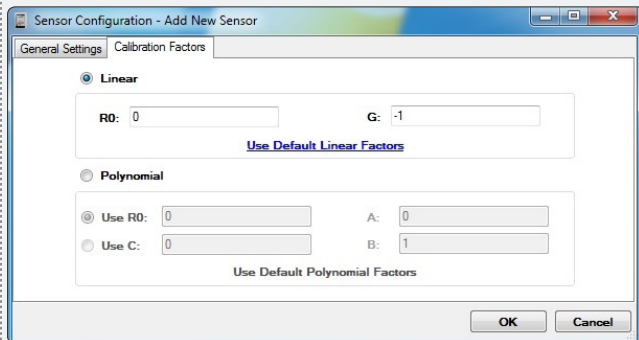 Sensor Configuration - Add New Sensor
General Settings Calibration Factors
Linear
R0: 0 G: -1
Use Default Linear Factors
Polynomial
Use R0: 0 A: 0
Use C: 0 B: 1
Use Default Polynomial Factors
OK Cancel